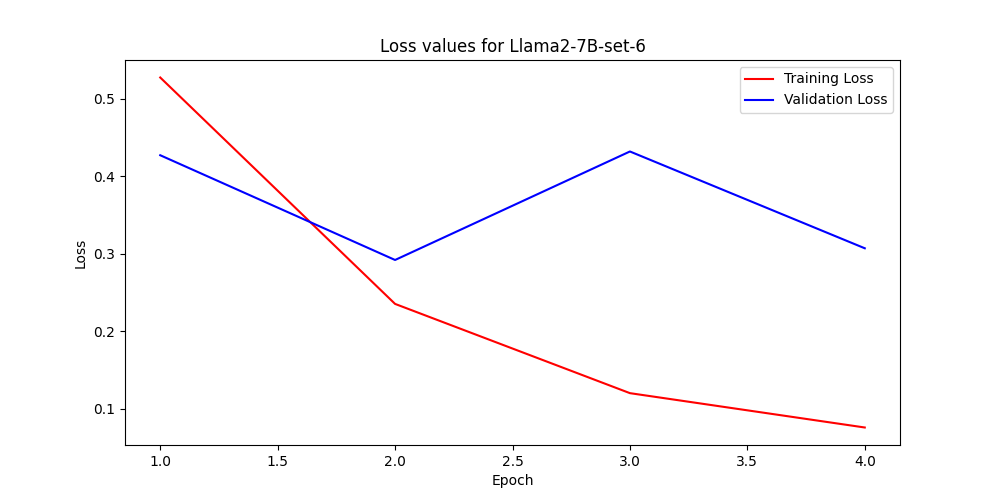 Loss values for Llama2-7B-set-6
Training Loss
Validation Loss
0.5
0.4
0.3
0.2
0.1
Loss
1.0 1.5 2.0 2.5 3.0 3.5 4.0
Epoch